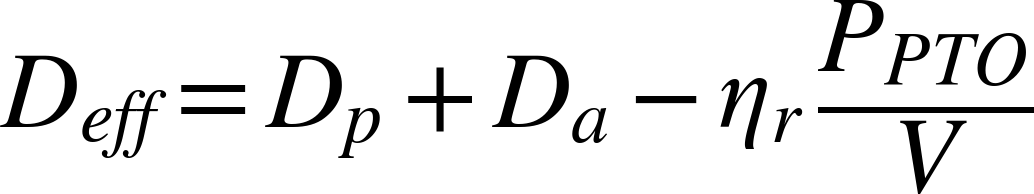 D_eff = D_p + D_a − η_r P_PTO / V